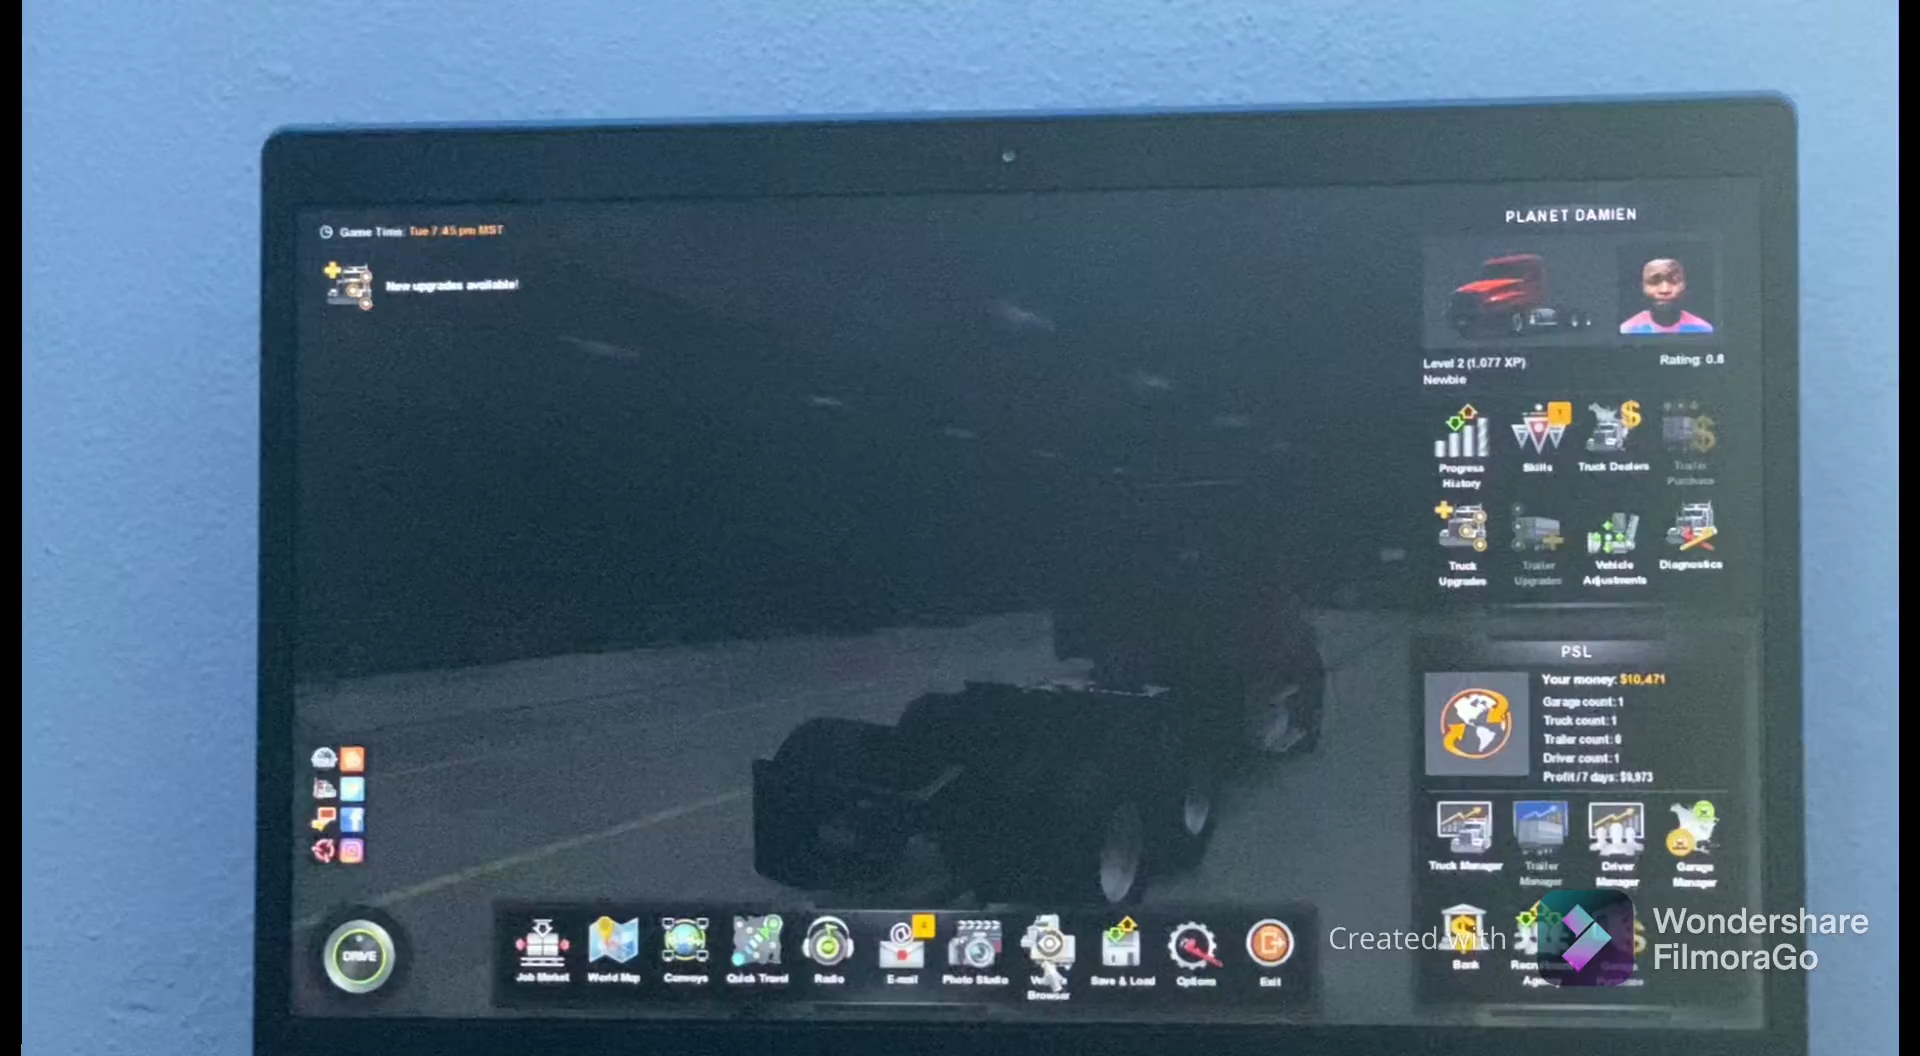 Game Time: Tue 7:45 pm MST
New upgrades available!
PLANET DAMIEN
Level 2 (1,077 XP)
Rating: 0.8
Newbie
Progress History
Skills
1
Truck Dealers
Trailer Purchase
Truck Upgrades
Trailer Upgrades
Vehicle Adjustments
Diagnostics
PSL
Your money: $10,471
Garage count: 1
Truck count: 1
Trailer count: 0
Driver count: 1
Truck Manager
Trailer Manager
Driver Manager
Garage Manager
Bank
DRIVE
Job Market
World Map
Convoys
Quick Travel
Radio
E-mail
Photo Studio
Browser
Save & Load
Options
Exit
Created with
Wondershare
FilmoraGo